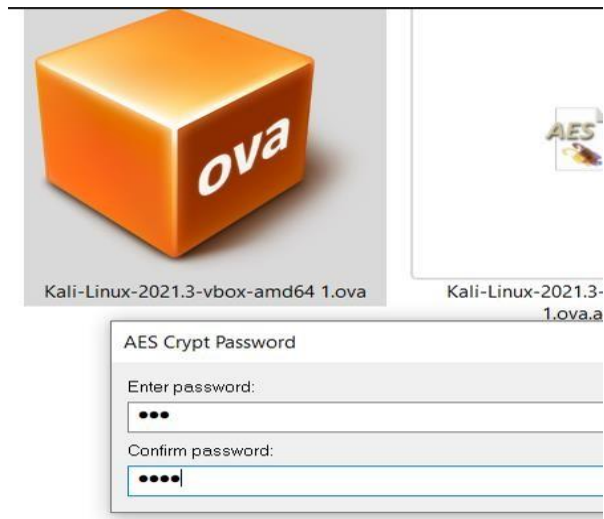 ova
AES
Kali-Linux-2021.3-vbox-amd64 1.ova
Kali-Linux-2021.3-
1.ova.a
AES Crypt Password
Enter password:
•••
Confirm password:
••••